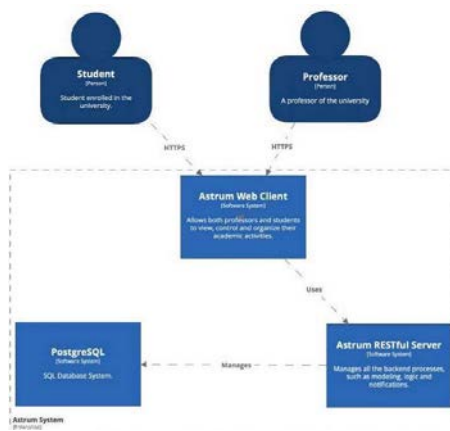 Student
[Person]
Student enrolled in the
university.
Professor
[Person]
A professor of the university
HTTPS
HTTPS
Astrum Web Client
[Software System]
Allows both professors and students
to view, control and organize their
academic activities.
Uses
PostgreSQL
[Software System]
SQL Database System.
Manages
Astrum RESTful Server
[Software System]
Manages all the backend processes,
such as modeling, logic and
notifications.
Astrum System